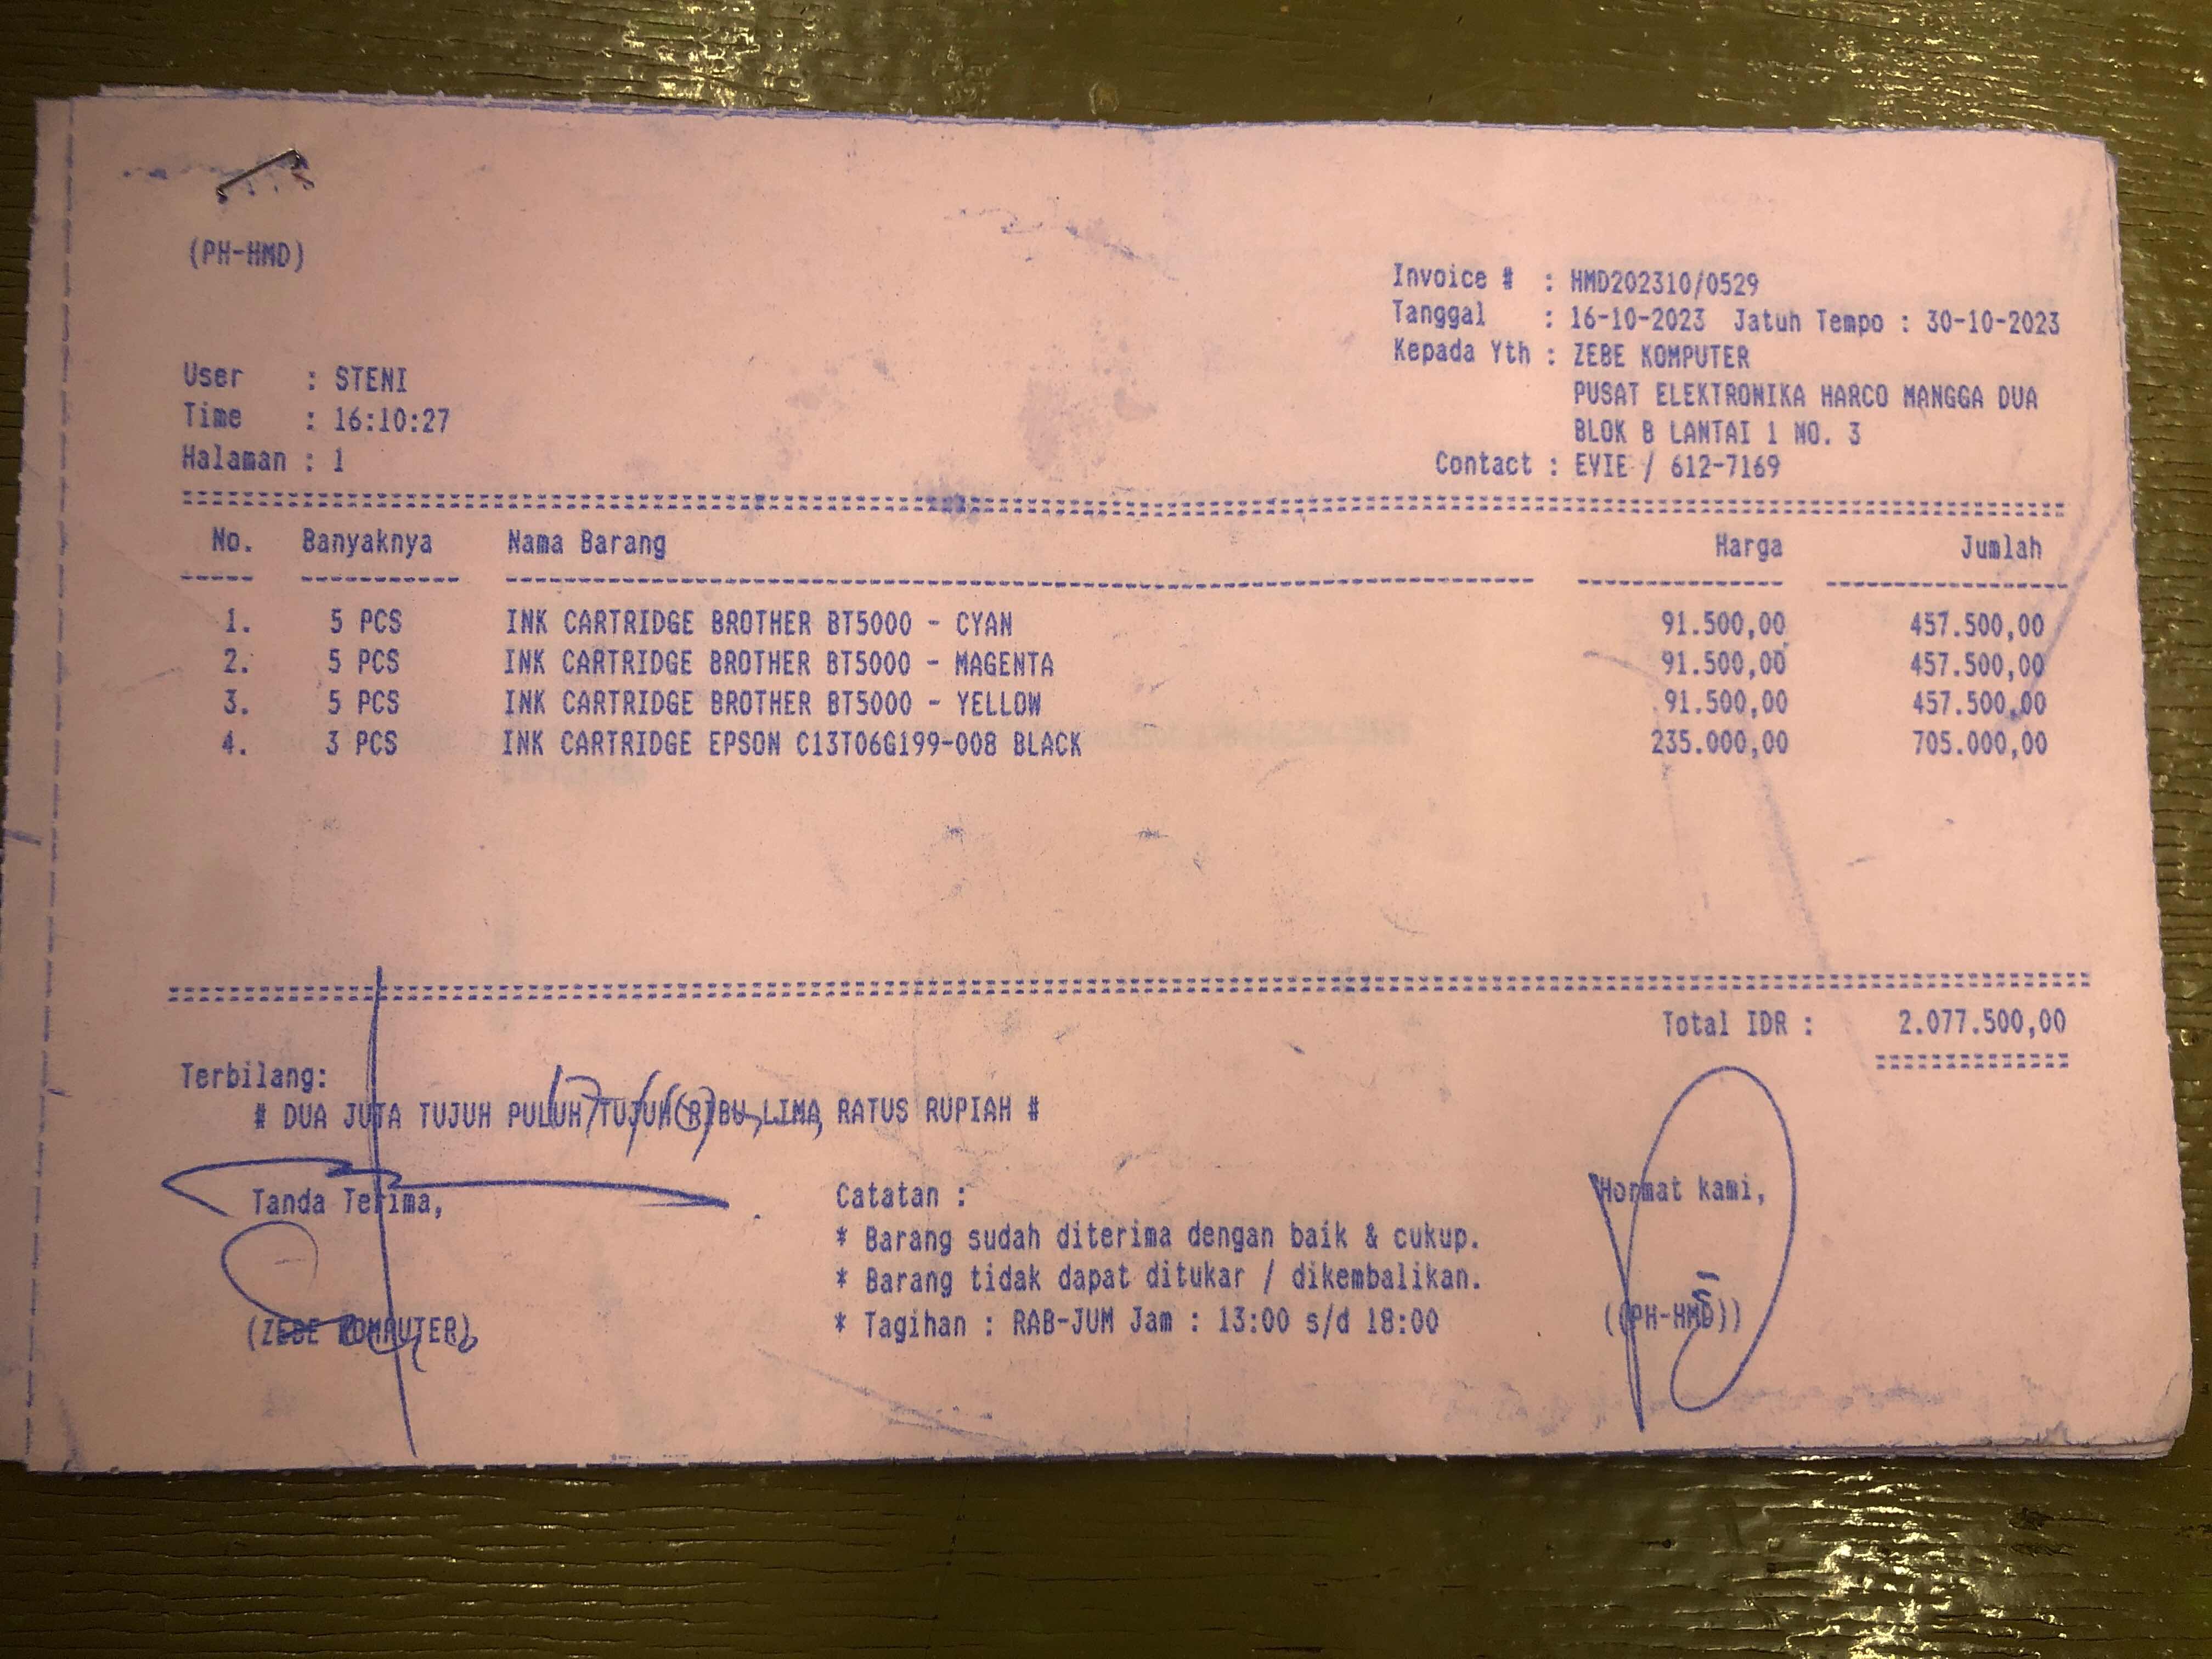 (PH-HMD)
Invoice # : HMD202310/0529
Tanggal : 16-10-2023 Jatuh Tempo : 30-10-2023
Kepada Yth : ZEBE KOMPUTER
PUSAT ELEKTRONIKA HARCO MANGGA DUA
BLOK B LANTAI 1 NO. 3
Contact : EVIE / 612-7169
User : STENI
Time : 16:10:27
Halaman : 1
No. Banyaknya Nama Barang Harga Jumlah
1. 5 PCS INK CARTRIDGE BROTHER BT5000 - CYAN 91.500,00 457.500,00
2. 5 PCS INK CARTRIDGE BROTHER BT5000 - MAGENTA 91.500,00 457.500,00
3. 5 PCS INK CARTRIDGE BROTHER BT5000 - YELLOW 91.500,00 457.500,00
4. 3 PCS INK CARTRIDGE EPSON C13T06G199-008 BLACK 235.000,00 705.000,00
Total IDR : 2.077.500,00
Terbilang:
# DUA JUTA TUJUH PULUH TUJUH RIBU LIMA RATUS RUPIAH #
Tanda Terima,
(ZEBE KOMPUTER)
Catatan :
* Barang sudah diterima dengan baik & cukup.
* Barang tidak dapat ditukar / dikembalikan.
* Tagihan : RAB-JUM Jam : 13:00 s/d 18:00
Hormat kami,
((PH-HMD))